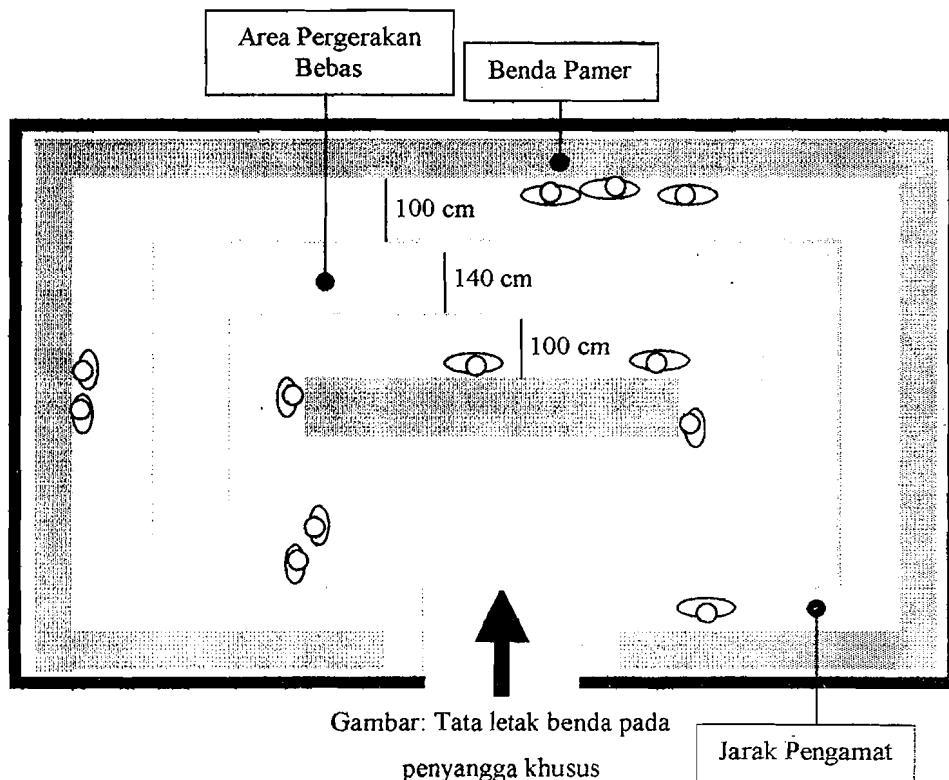 Area Pergerakan
Bebas
Benda Pamer
100 cm
140 cm
100 cm
Gambar: Tata letak benda pada
penyangga khusus
Jarak Pengamat